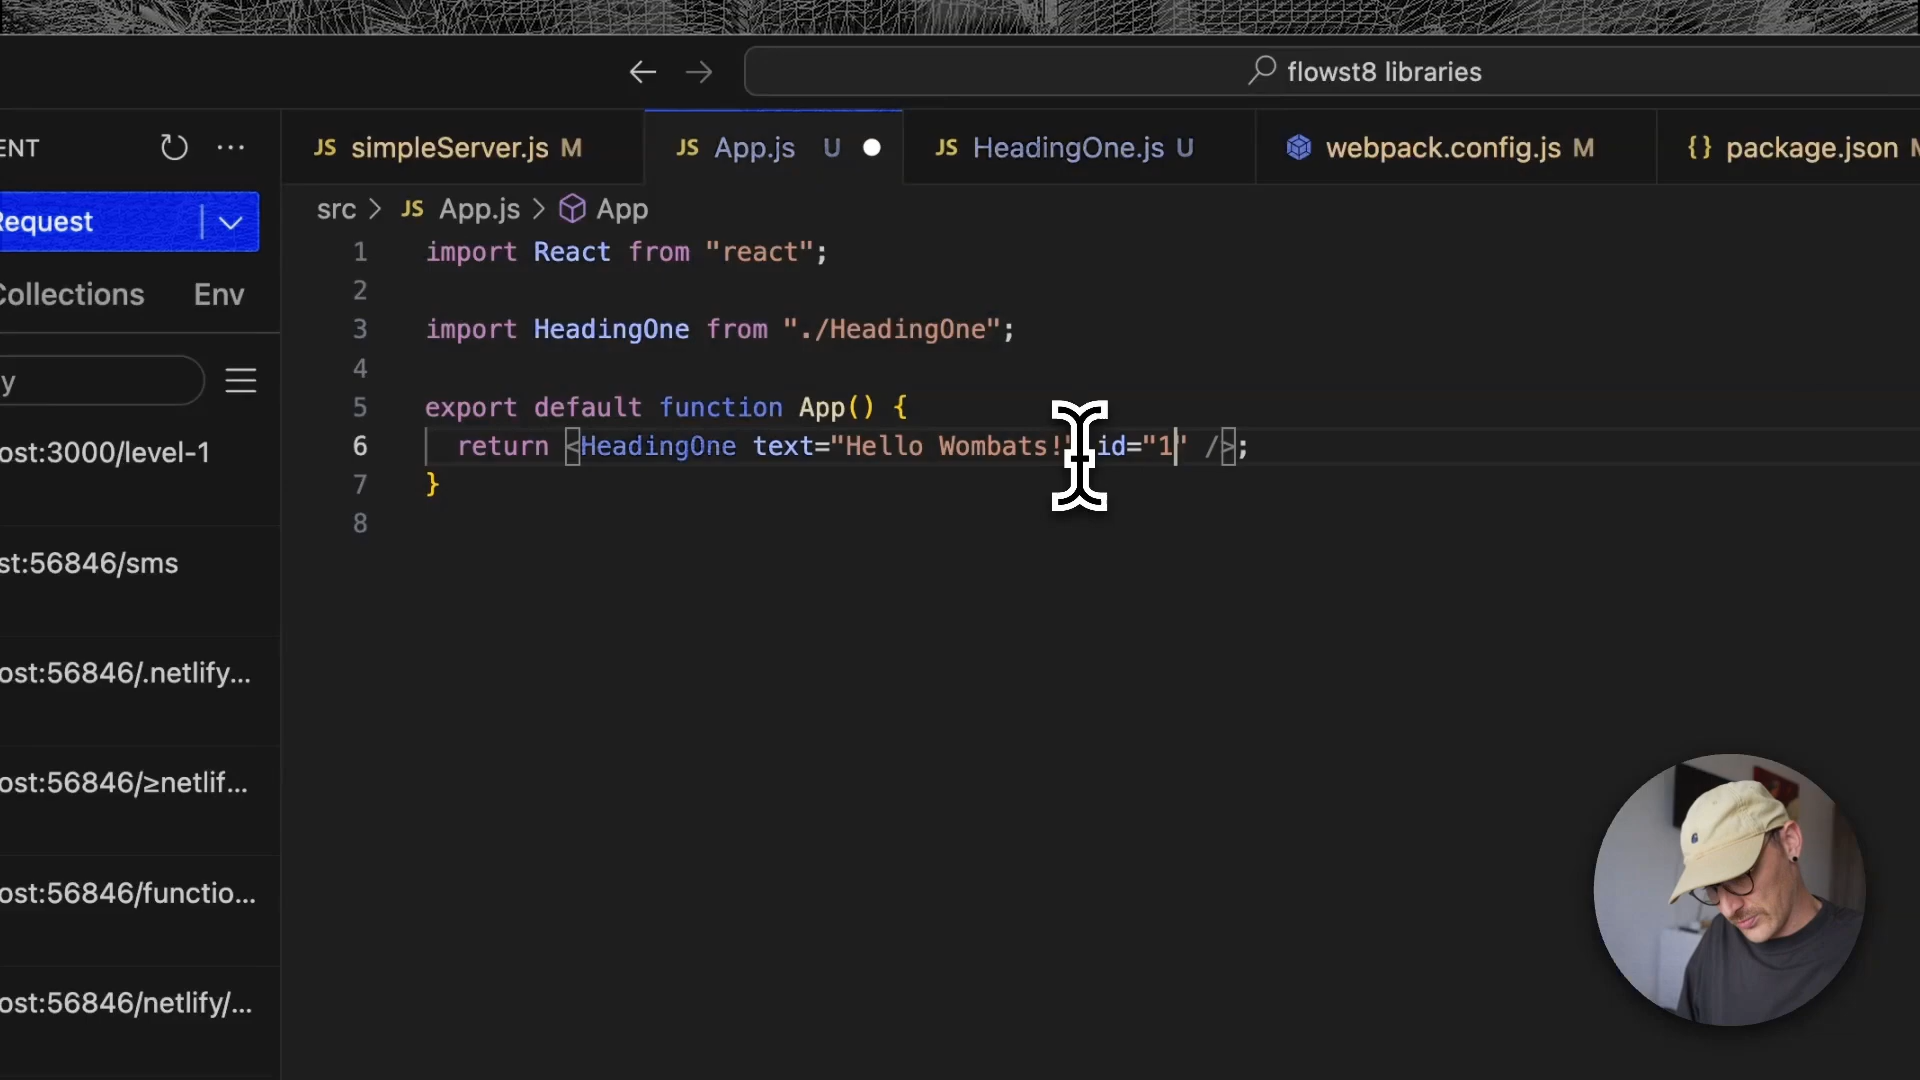 flowst8 libraries
ENT
JS simpleServer.js M
JS App.js U
JS HeadingOne.js U
webpack.config.js M
{} package.json M
Request
src > JS App.js > App
Collections Env
1 import React from "react";
2
3 import HeadingOne from "./HeadingOne";
4
5 export default function App() {
6 return <HeadingOne text="Hello Wombats!" id="1" />;
7 }
8
y
ost:3000/level-1
st:56846/sms
ost:56846/.netlify...
ost:56846/≥netlif...
ost:56846/functio...
ost:56846/netlify/...